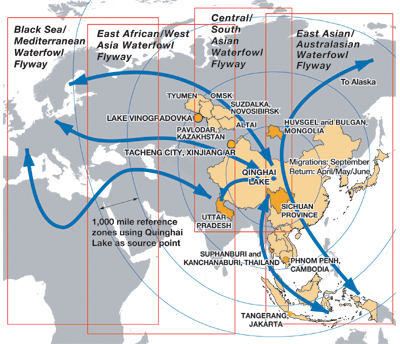 Black Sea/
Mediterranean
Waterfowl
Flyway
East African/West
Asia Waterfowl
Flyway
Central/
South
Asian
Waterfowl
Flyway
East Asian/
Australasian
Waterfowl
Flyway
To Alaska
TYUMEN
OMSK
SUZDALKA,
NOVOSIBIRSK
LAKE VINOGRADOVKA
ALTAI
PAVLODAR,
KAZAKHSTAN
HUVSGEL and BULGAN,
MONGOLIA
TACHENG CITY, XINJIANGIAR
Migrations: September
Return: April/May/June
QINGHAI
LAKE
SICHUAN
PROVINCE
1,000 mile reference
zones using Quinghai
Lake as source point
UTTAR
PRADESH
SUPHANBURI and
KANCHANABURI, THAILAND
PHNOM PENH,
CAMBODIA
TANGERANG,
JAKARTA